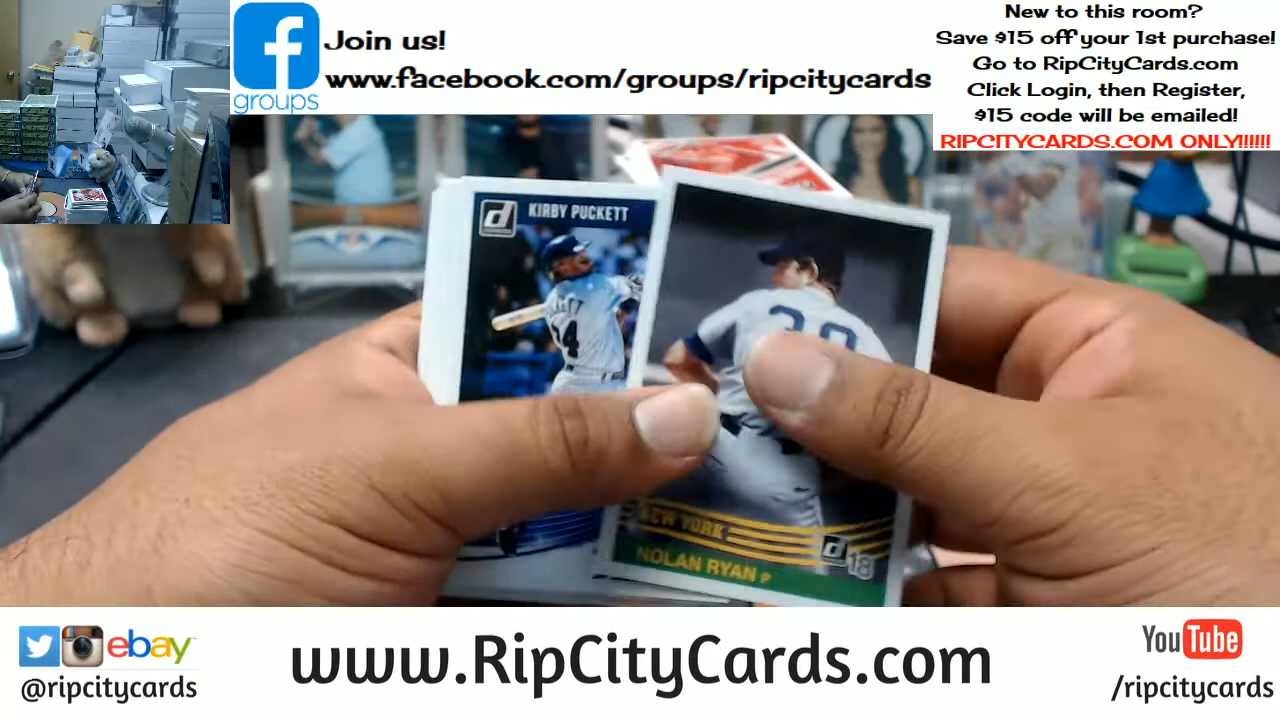 Join us!
www.facebook.com/groups/ripcitycards
groups
New to this room?
Save $15 off your 1st purchase!
Go to RipCityCards.com
Click Login, then Register,
$15 code will be emailed!
RIPCITYCARDS.COM ONLY!!!!!!
KIRBY PUCKETT
30
NEW YORK
18
NOLAN RYAN P
ebay
@ripcitycards
www.RipCityCards.com
YouTube
/ripcitycards